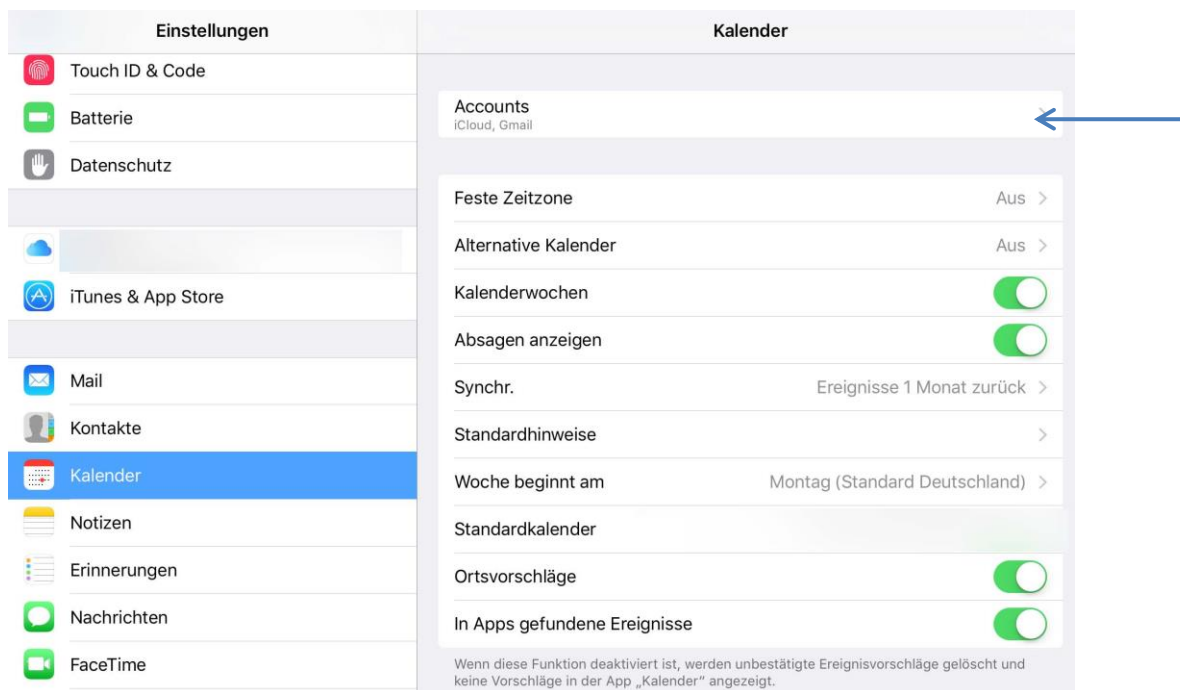 Einstellungen
Touch ID & Code
Batterie
Datenschutz
iTunes & App Store
Mail
Kontakte
Kalender
Notizen
Erinnerungen
Nachrichten
FaceTime
Kalender
Accounts
iCloud, Gmail
Feste Zeitzone Aus
Alternative Kalender Aus
Kalenderwochen
Absagen anzeigen
Synchr. Ereignisse 1 Monat zurück
Standardhinweise
Woche beginnt am Montag (Standard Deutschland)
Standardkalender
Ortsvorschläge
In Apps gefundene Ereignisse
Wenn diese Funktion deaktiviert ist, werden unbestätigte Ereignisvorschläge gelöscht und
keine Vorschläge in der App „Kalender“ angezeigt.